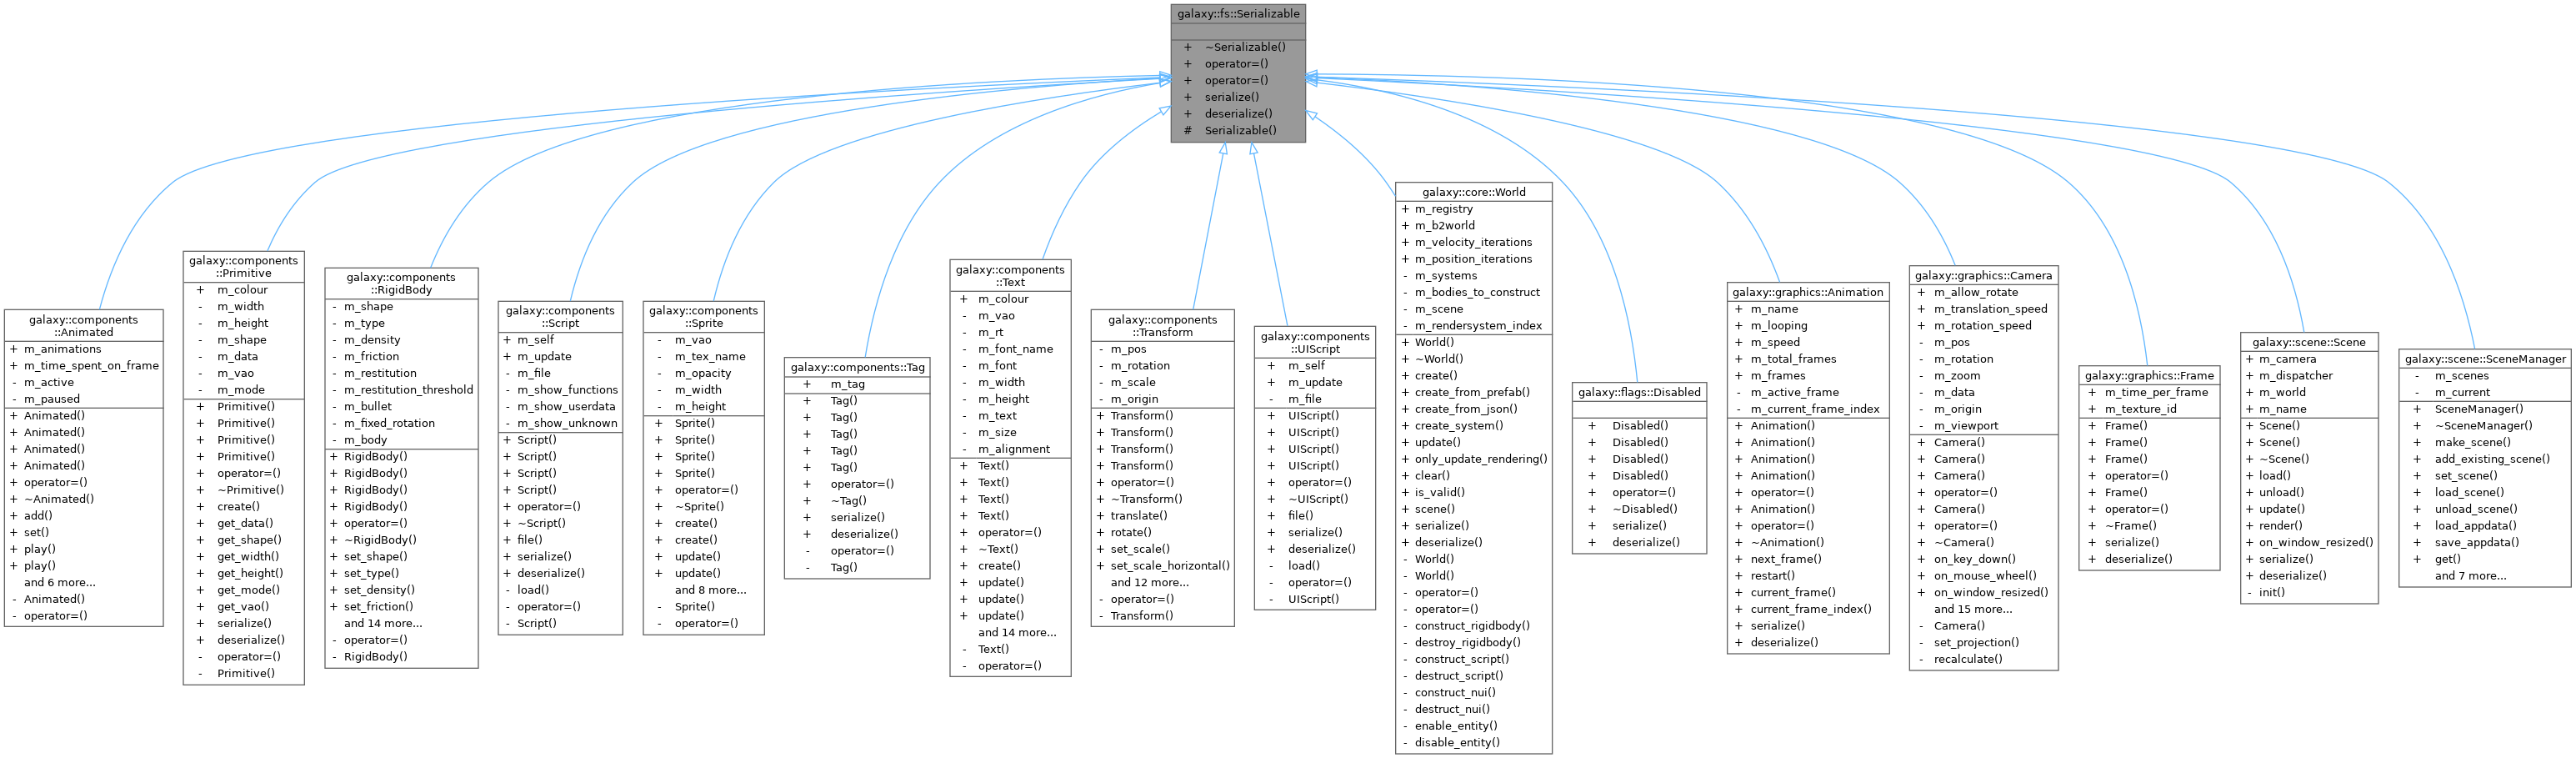 galaxy::fs::Serializable
+ ~Serializable()
+ operator=()
+ operator=()
+ serialize()
+ deserialize()
# Serializable()
galaxy::components
::Animated
+ m_animations
+ m_time_spent_on_frame
- m_active
- m_paused
+ Animated()
+ Animated()
+ Animated()
+ Animated()
+ operator=()
+ ~Animated()
+ add()
+ set()
+ play()
+ play()
and 6 more...
- Animated()
- operator=()
galaxy::components
::Primitive
+ m_colour
- m_width
- m_height
- m_shape
- m_data
- m_vao
- m_mode
+ Primitive()
+ Primitive()
+ Primitive()
+ Primitive()
+ operator=()
+ ~Primitive()
+ create()
+ get_data()
+ get_shape()
+ get_width()
+ get_height()
+ get_mode()
+ get_vao()
+ serialize()
+ deserialize()
- operator=()
- Primitive()
galaxy::components
::RigidBody
- m_shape
- m_type
- m_density
- m_friction
- m_restitution
- m_restitution_threshold
- m_bullet
- m_fixed_rotation
- m_body
+ RigidBody()
+ RigidBody()
+ RigidBody()
+ RigidBody()
+ operator=()
+ ~RigidBody()
+ set_shape()
+ set_type()
+ set_density()
+ set_friction()
and 14 more...
- operator=()
- RigidBody()
galaxy::components
::Script
+ m_self
+ m_update
- m_file
- m_show_functions
- m_show_userdata
- m_show_unknown
+ Script()
+ Script()
+ Script()
+ Script()
+ operator=()
+ ~Script()
+ file()
+ serialize()
+ deserialize()
- load()
- operator=()
- Script()
galaxy::components
::Sprite
- m_vao
- m_tex_name
- m_opacity
- m_width
- m_height
+ Sprite()
+ Sprite()
+ Sprite()
+ Sprite()
+ operator=()
+ ~Sprite()
+ create()
+ create()
+ update()
+ update()
and 8 more...
- Sprite()
- operator=()
galaxy::components::Tag
+ m_tag
+ Tag()
+ Tag()
+ Tag()
+ Tag()
+ Tag()
+ operator=()
+ ~Tag()
+ serialize()
+ deserialize()
- operator=()
- Tag()
galaxy::components
::Text
+ m_colour
- m_vao
- m_rt
- m_font_name
- m_font
- m_width
- m_height
- m_text
- m_size
- m_alignment
+ Text()
+ Text()
+ Text()
+ Text()
+ operator=()
+ ~Text()
+ create()
+ update()
+ update()
+ update()
and 14 more...
- Text()
- operator=()
galaxy::components
::Transform
- m_pos
- m_rotation
- m_scale
- m_origin
+ Transform()
+ Transform()
+ Transform()
+ Transform()
+ operator=()
+ ~Transform()
+ translate()
+ rotate()
+ set_scale()
+ set_scale_horizontal()
and 12 more...
- operator=()
- Transform()
galaxy::components
::UIScript
+ m_self
+ m_update
- m_file
+ UIScript()
+ UIScript()
+ UIScript()
+ UIScript()
+ operator=()
+ ~UIScript()
+ file()
+ serialize()
+ deserialize()
- load()
- operator=()
- UIScript()
galaxy::core::World
+ m_registry
+ m_b2world
+ m_velocity_iterations
+ m_position_iterations
- m_systems
- m_bodies_to_construct
- m_scene
- m_rendersystem_index
+ World()
+ ~World()
+ create()
+ create_from_prefab()
+ create_from_json()
+ create_system()
+ update()
+ only_update_rendering()
+ clear()
+ is_valid()
+ scene()
+ serialize()
+ deserialize()
- World()
- World()
- operator=()
- operator=()
- construct_rigidbody()
- destroy_rigidbody()
- construct_script()
- destruct_script()
- construct_nui()
- destruct_nui()
- enable_entity()
- disable_entity()
galaxy::flags::Disabled
+ Disabled()
+ Disabled()
+ Disabled()
+ Disabled()
+ operator=()
+ ~Disabled()
+ serialize()
+ deserialize()
galaxy::graphics::Animation
+ m_name
+ m_looping
+ m_speed
+ m_total_frames
+ m_frames
- m_active_frame
- m_current_frame_index
+ Animation()
+ Animation()
+ Animation()
+ Animation()
+ operator=()
+ Animation()
+ operator=()
+ ~Animation()
+ next_frame()
+ restart()
+ current_frame()
+ current_frame_index()
+ serialize()
+ deserialize()
galaxy::graphics::Camera
+ m_allow_rotate
+ m_translation_speed
+ m_rotation_speed
- m_pos
- m_rotation
- m_zoom
- m_data
- m_origin
- m_viewport
+ Camera()
+ Camera()
+ Camera()
+ operator=()
+ Camera()
+ operator=()
+ ~Camera()
+ on_key_down()
+ on_mouse_wheel()
+ on_window_resized()
and 15 more...
- Camera()
- set_projection()
- recalculate()
galaxy::graphics::Frame
+ m_time_per_frame
+ m_texture_id
+ Frame()
+ Frame()
+ Frame()
+ operator=()
+ Frame()
+ operator=()
+ ~Frame()
+ serialize()
+ deserialize()
galaxy::scene::Scene
+ m_camera
+ m_dispatcher
+ m_world
+ m_name
+ Scene()
+ Scene()
+ ~Scene()
+ load()
+ unload()
+ update()
+ render()
+ on_window_resized()
+ serialize()
+ deserialize()
- init()
galaxy::scene::SceneManager
- m_scenes
- m_current
+ SceneManager()
+ ~SceneManager()
+ make_scene()
+ add_existing_scene()
+ set_scene()
+ load_scene()
+ unload_scene()
+ load_appdata()
+ save_appdata()
+ get()
and 7 more...